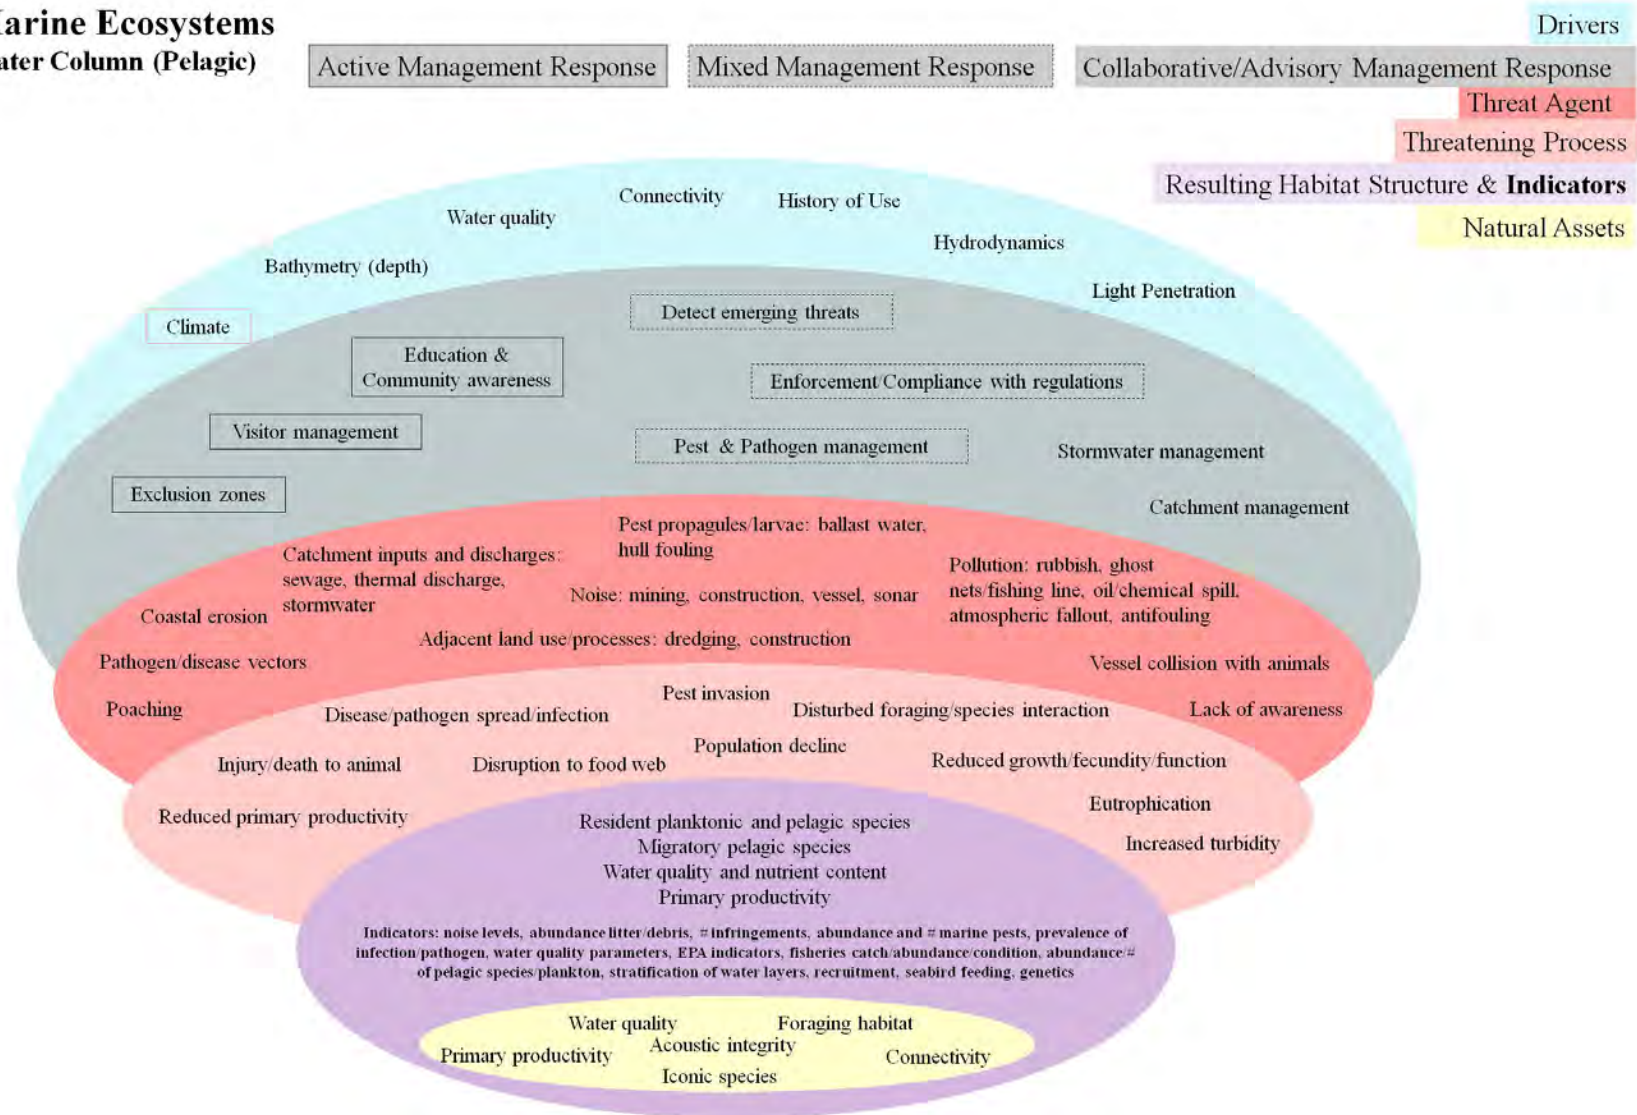 Marine Ecosystems
Water Column (Pelagic)
Active Management Response
Mixed Management Response
Drivers
Collaborative/Advisory Management Response
Threat Agent
Threatening Process
Resulting Habitat Structure & Indicators
Natural Assets
Connectivity
History of Use
Water quality
Hydrodynamics
Bathymetry (depth)
Light Penetration
Climate
Detect emerging threats
Education &
Community awareness
Enforcement/Compliance with regulations
Visitor management
Pest & Pathogen management
Stormwater management
Exclusion zones
Catchment management
Pest propagules/larvae: ballast water,
hull fouling
Catchment inputs and discharges:
sewage, thermal discharge,
stormwater
Pollution: rubbish, ghost
nets/fishing line, oil/chemical spill,
atmospheric fallout, antifouling
Noise: mining, construction, vessel, sonar
Coastal erosion
Adjacent land use/processes: dredging, construction
Pathogen/disease vectors
Vessel collision with animals
Poaching
Lack of awareness
Pest invasion
Disease/pathogen spread/infection
Disturbed foraging/species interaction
Population decline
Injury/death to animal
Disruption to food web
Reduced growth/fecundity/function
Reduced primary productivity
Eutrophication
Increased turbidity
Resident planktonic and pelagic species
Migratory pelagic species
Water quality and nutrient content
Primary productivity
Indicators: noise levels, abundance litter/debris, # infringements, abundance and # marine pests, prevalence of
infection/pathogen, water quality parameters, EPA indicators, fisheries catch/abundance/condition, abundance/#
of pelagic species/plankton, stratification of water layers, recruitment, seabird feeding, genetics
Water quality
Foraging habitat
Primary productivity
Acoustic integrity
Connectivity
Iconic species